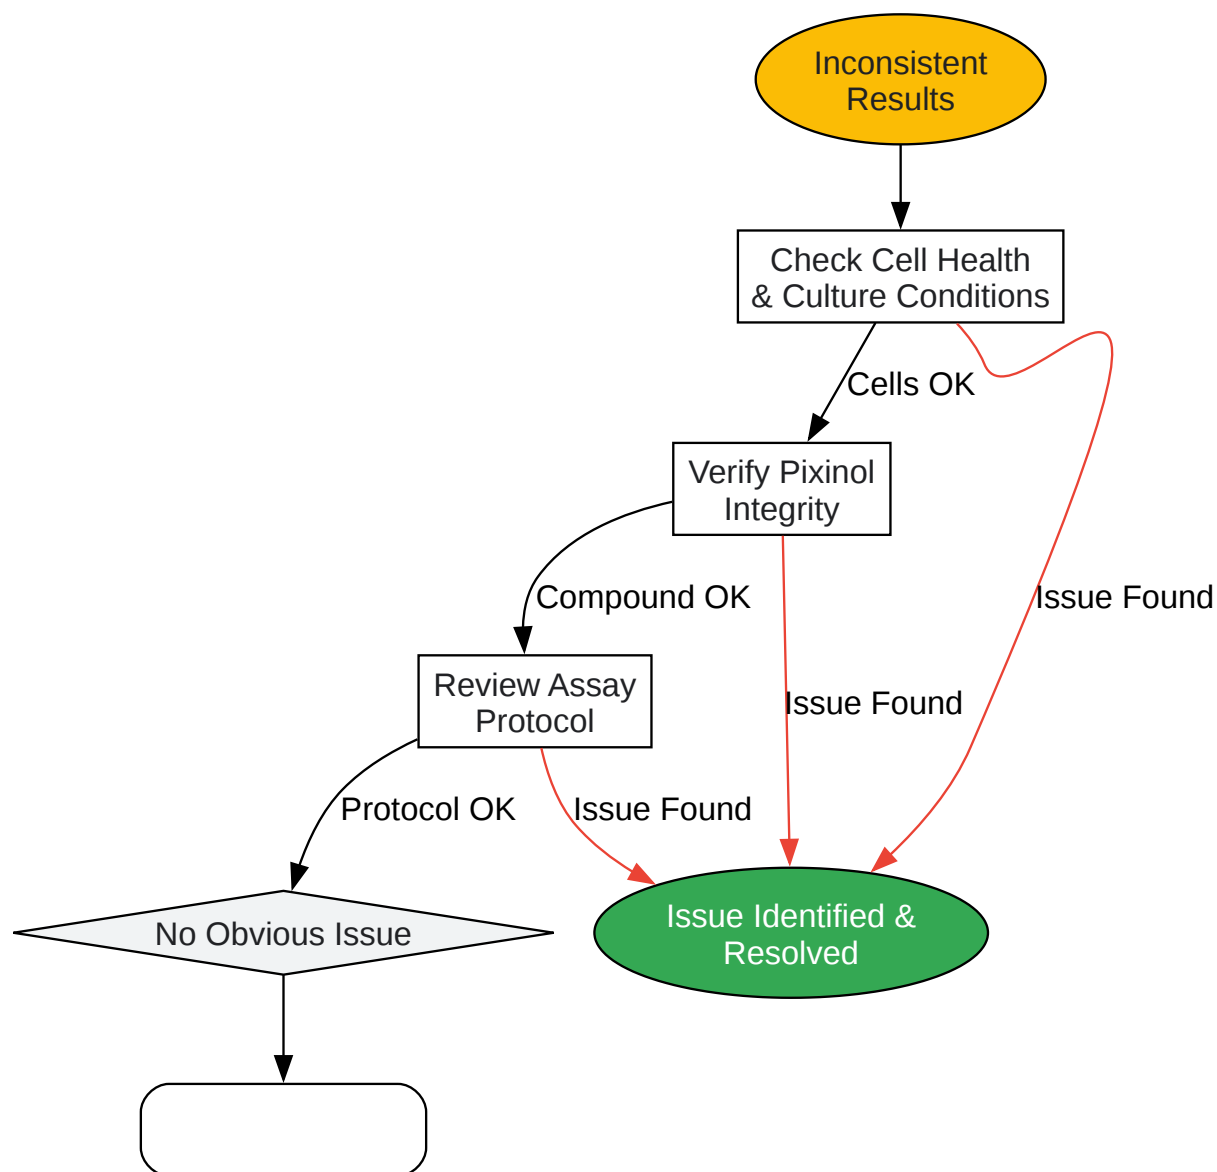 Inconsistent
Results
Check Cell Health
& Culture Conditions
Cells OK
Verify Pixinol
Integrity
Compound OK
Issue Found
Review Assay
Protocol
Issue Found
Protocol OK
Issue Found
No Obvious Issue
Issue Identified &
Resolved